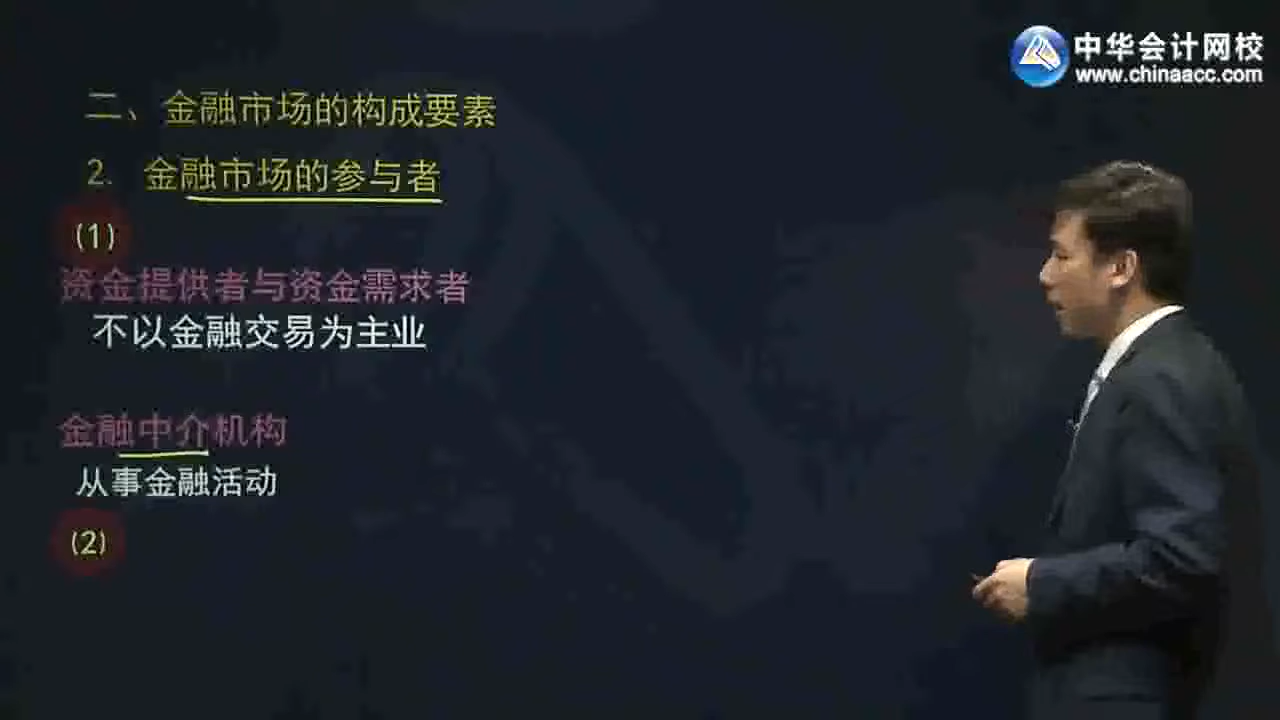 中华会计网校
www.chinaacc.com
二、金融市场的构成要素
2. 金融市场的参与者
(1)
资金提供者与资金需求者
不以金融交易为主业
金融中介机构
从事金融活动
(2)